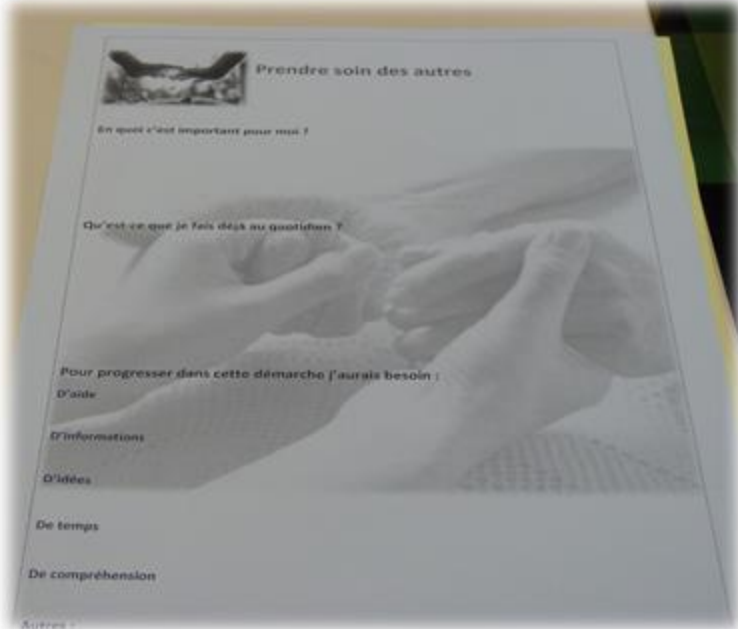 Prendre soin des autres
En quoi c'est important pour moi ?
Qu'est-ce que je fais déjà au quotidien ?
Pour progresser dans cette démarche j'aurais besoin :
D'aide
D'informations
D'idées
De temps
De compréhension
Autres :